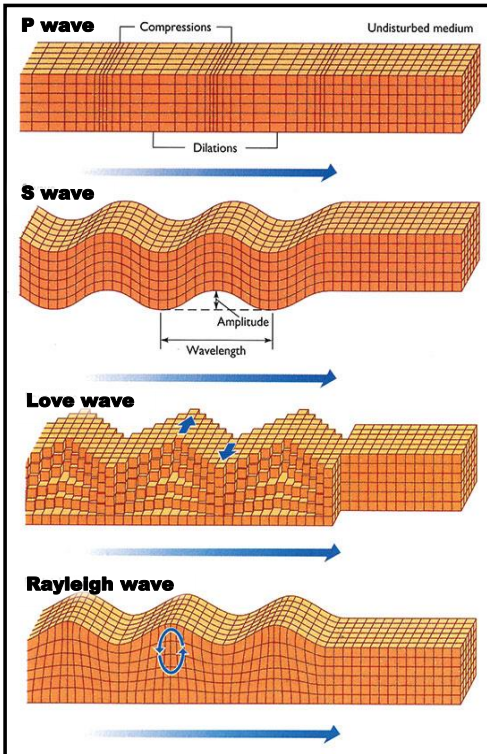 P wave
Compressions
Undisturbed medium
Dilations
S wave
Amplitude
Wavelength
Love wave
Rayleigh wave